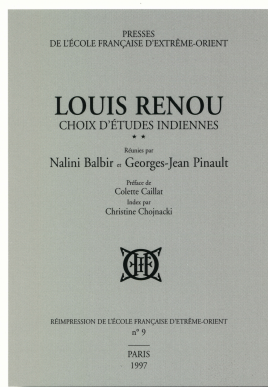 PRESSES
DE L'ÉCOLE FRANÇAISE D'EXTRÊME-ORIENT
LOUIS RENOU
CHOIX D'ÉTUDES INDIENNES
★ ★
Réunies par
Nalini Balbir et Georges-Jean Pinault
Préface de
Colette Caillat
Index par
Christine Chojnacki
RÉIMPRESSION DE L'ÉCOLE FRANÇAISE D'ETRÊME-ORIENT
n° 9
PARIS
1997